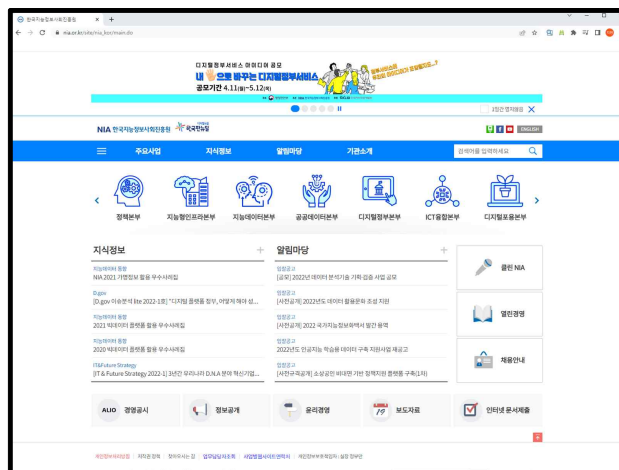 한국지능정보사회진흥원
nia.or.kr/site/nia_kor/main.do
디지털정부서비스 아이디어 공모
내 손으로 바꾸는 디지털정부서비스
공모기간 4.11(월)~5.12(목)
1일간 열지않음
NIA 한국지능정보사회진흥원
ENGLISH
주요사업 지식정보 알림마당 기관소개 검색어를 입력하세요
정책본부 지능형인프라본부 지능데이터본부 공공데이터본부 디지털정부본부 ICT융합본부 디지털포용본부
지식정보
지능데이터 동향
NIA 2021 가명정보 활용 우수사례집
D.gov
[D.gov 이슈분석 lite 2022-1호] "디지털 플랫폼 정부, 어떻게 해야 성...
지능데이터 동향
2021 빅데이터 플랫폼 활용 우수사례집
지능데이터 동향
2020 빅데이터 플랫폼 활용 우수사례집
IT&Future Strategy
[IT & Future Strategy 2022-1] 3년간 우리나라 D.N.A 분야 혁신기업...
알림마당
입찰공고
[공모] 2022년 데이터 분석기술 기획·검증 사업 공모
입찰공고
[사전공개] 2022년도 데이터 활용문화 조성 지원
입찰공고
[사전공개] 2022 국가지능정보화백서 발간 용역
입찰공고
2022년도 인공지능 학습용 데이터 구축 지원사업 재공고
입찰공고
[사전규격공개] 소상공인 비대면 기반 정책지원 플랫폼 구축(1차)
클린 NIA
열린경영
채용안내
ALIO 경영공시 정보공개 윤리경영 보도자료 인터넷 문서제출
개인정보처리방침 저작권 정책 찾아오시는 길 업무담당자조회 사업별웹사이트연락처